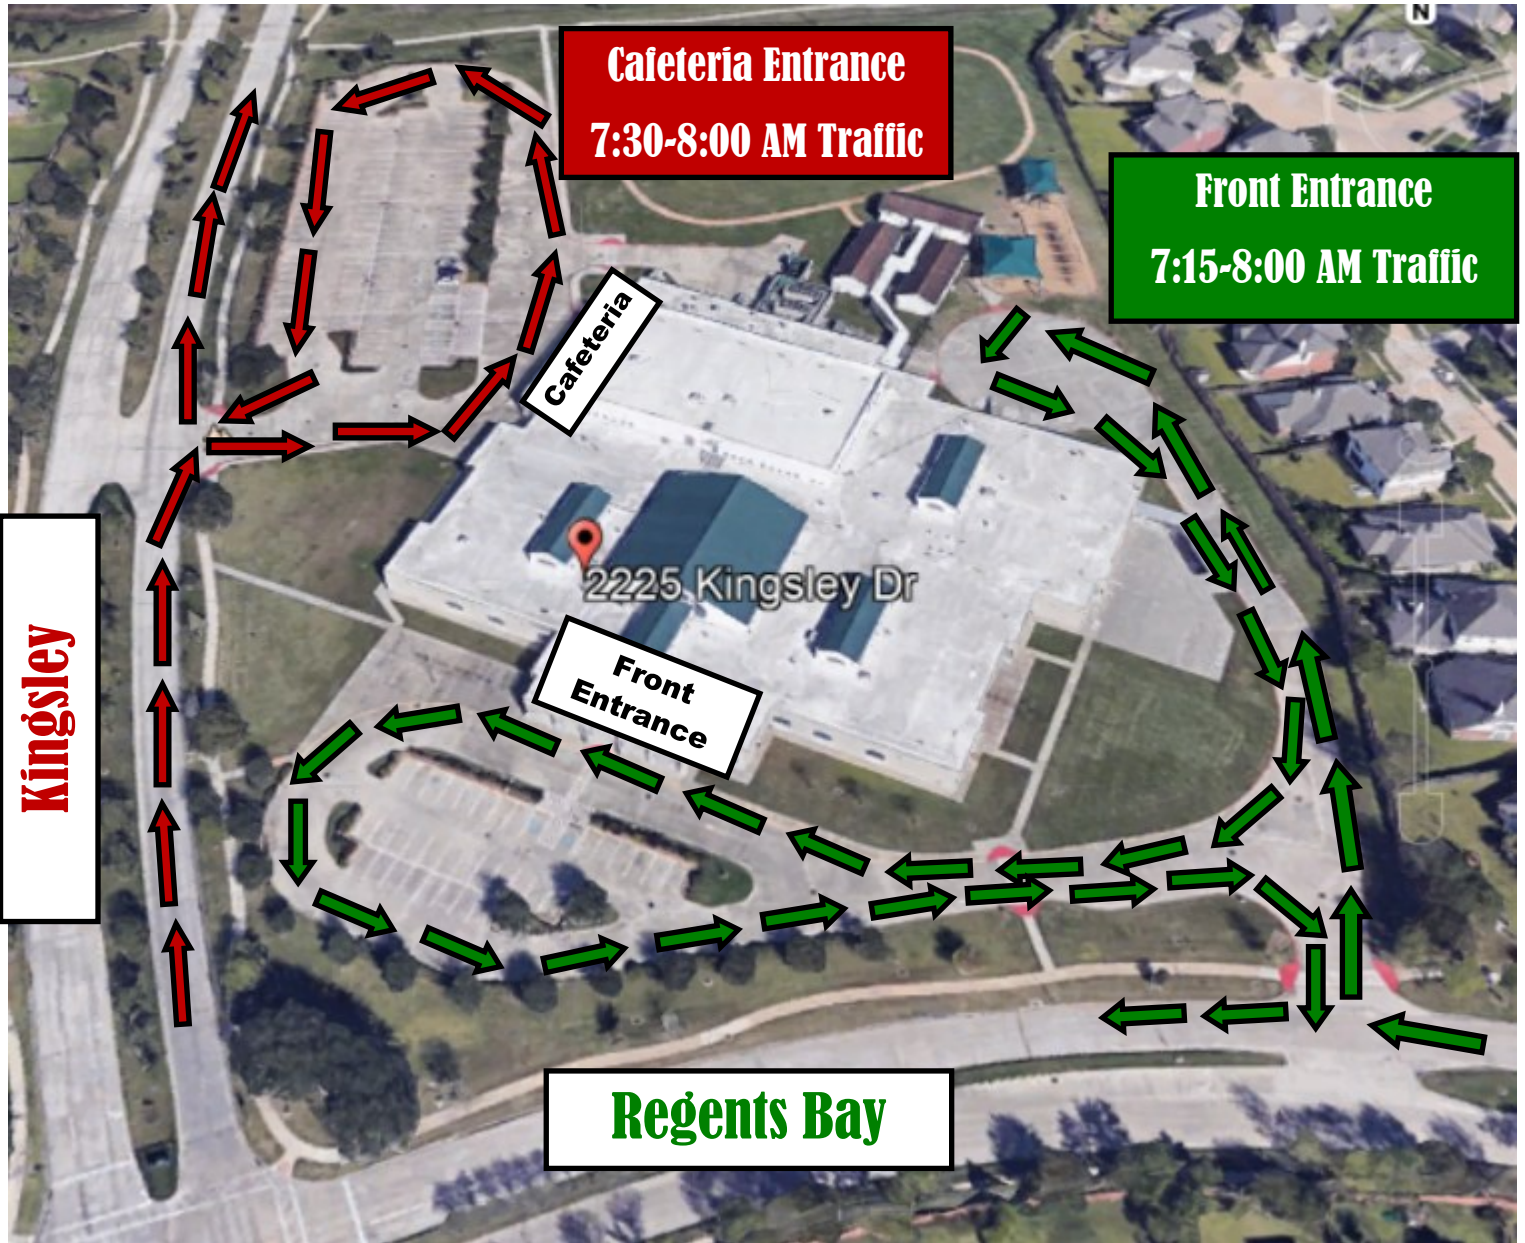 N
Cafeteria Entrance
7:30-8:00 AM Traffic
Front Entrance
7:15-8:00 AM Traffic
Cafeteria
2225 Kingsley Dr
Front
Entrance
Kingsley
Regents Bay